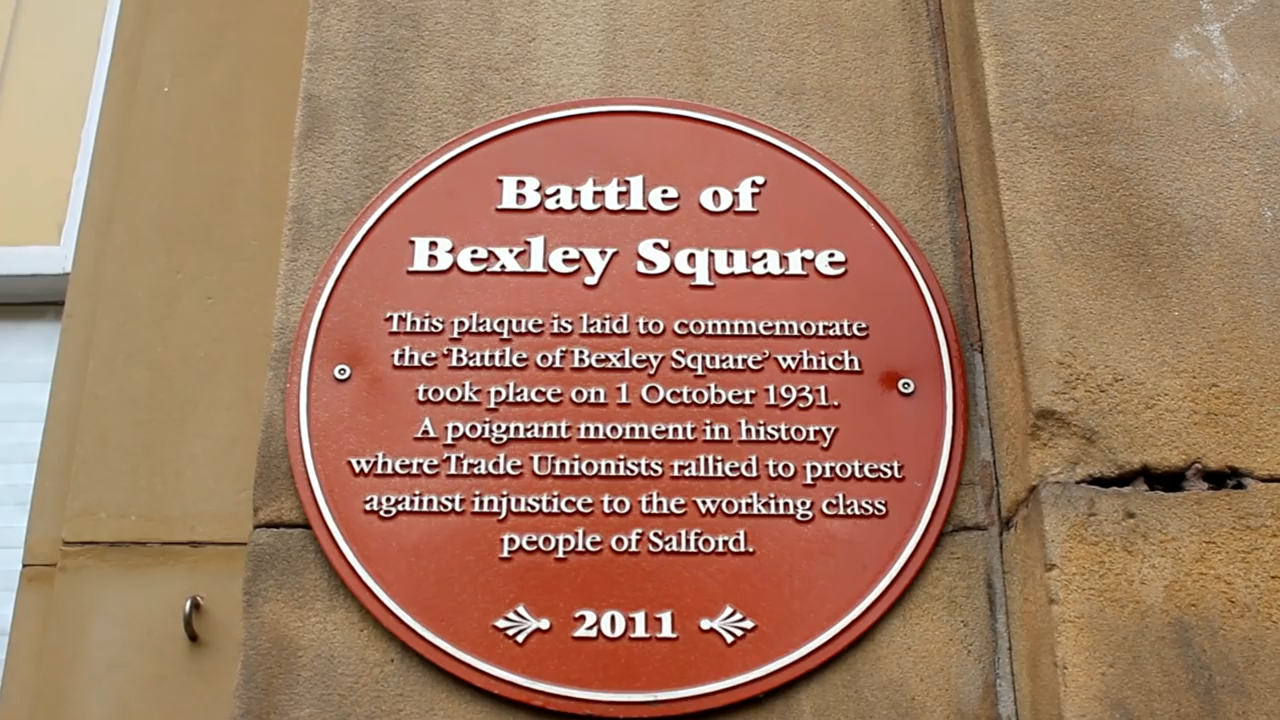 Battle of
Bexley Square
This plaque is laid to commemorate
the 'Battle of Bexley Square' which
took place on 1 October 1931.
A poignant moment in history
where Trade Unionists rallied to protest
against injustice to the working class
people of Salford.
2011